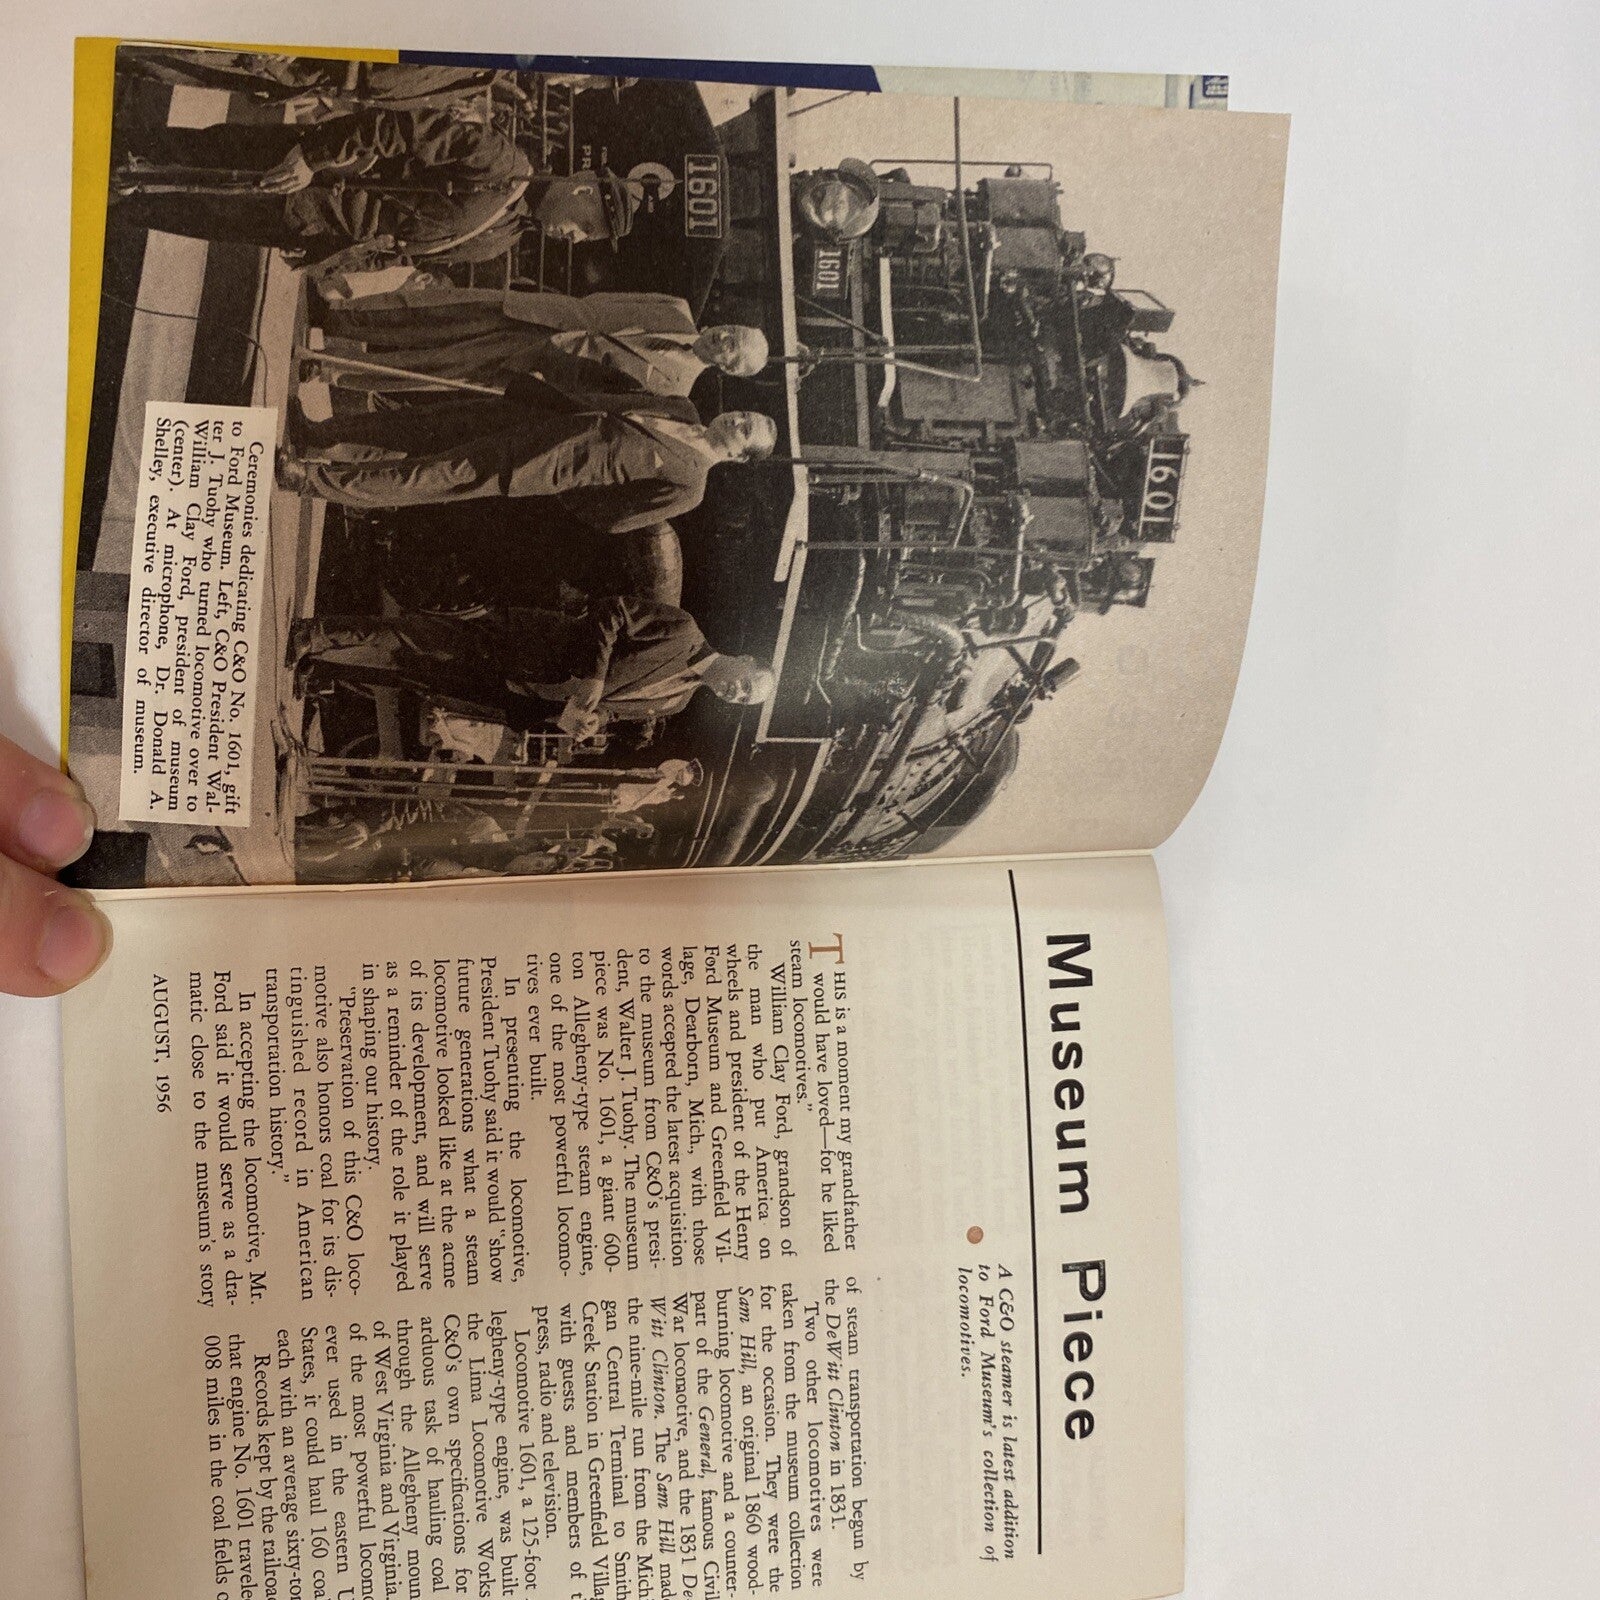 1601
1601
1601
Ceremonies dedicating C&O No. 1601, gift
to Ford Museum. Left, C&O President Wal-
ter J. Tuohy who turned locomotive over to
William Clay Ford, president of museum
(center). At microphone, Dr. Donald A.
Shelley, executive director of museum.
Museum Piece
A C&O steamer is latest addition
to Ford Museum's collection of
locomotives.
THIS is a moment my grandfather
would have loved—for he liked
steam locomotives."
William Clay Ford, grandson of
the man who put America on
wheels and president of the Henry
Ford Museum and Greenfield Vil-
lage, Dearborn, Mich., with those
words accepted the latest acquisition
to the museum from C&O's presi-
dent, Walter J. Tuohy. The museum
piece was No. 1601, a giant 600-
ton Allegheny-type steam engine,
one of the most powerful locomo-
tives ever built.
In presenting the locomotive,
President Tuohy said it would "show
future generations what a steam
locomotive looked like at the acme
of its development, and will serve
as a reminder of the role it played
in shaping our history.
"Preservation of this C&O loco-
motive also honors coal for its dis-
tinguished record in American
transportation history."
In accepting the locomotive, Mr.
Ford said it would serve as a dra-
matic close to the museum's story
of steam transportation begun by
the DeWitt Clinton in 1831.
Two other locomotives were
taken from the museum collection
for the occasion. They were the
Sam Hill, an original 1860 wood-
burning locomotive and a counter-
part of the General, famous Civil
War locomotive, and the 1831 De-
Witt Clinton. The Sam Hill mad
the nine-mile run from the Michi
gan Central Terminal to Smith
Creek Station in Greenfield Villag
with guests and members of t
press, radio and television.
Locomotive 1601, a 125-foot
legheny-type engine, was built
the Lima Locomotive Works
C&O's own specifications for
arduous task of hauling coal
through the Allegheny moun
of West Virginia and Virginia.
of the most powerful locomo
ever used in the eastern U
States, it could haul 160 coa
each with an average sixty-to
Records kept by the railroa
that engine No. 1601 travele
008 miles in the coal fields o
AUGUST, 1956